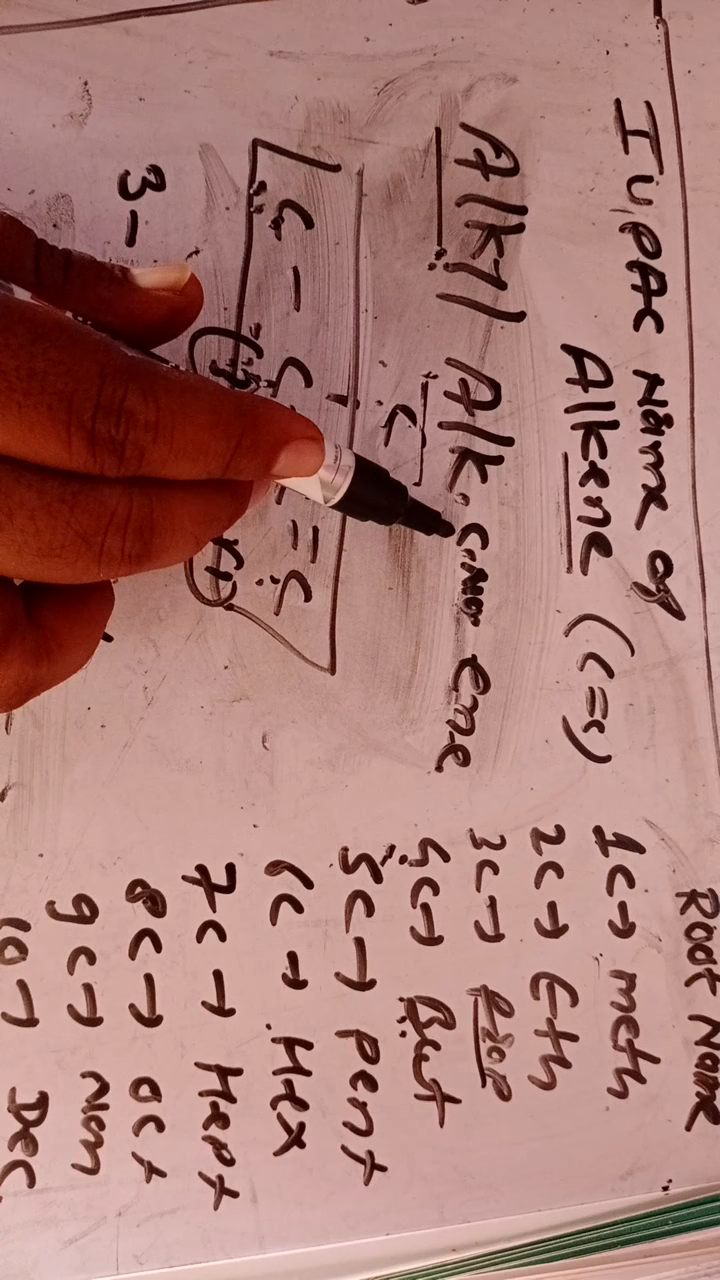 IUPAC Name of
Alkene (C=C)
Alkyl Alk. ene
C
C - C = C
3-
Root Name
1C → meth
2C → Eth
3C → Prop
4C → But
5C → Pent
6C → Hex
7C → Hept
8C → Oct
9C → Non
10 → Dec